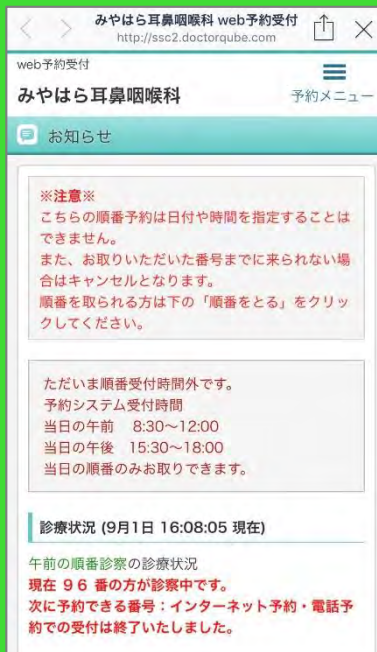 みやはら耳鼻咽喉科 web予約受付
http://ssc2.doctorqube.com
web予約受付
みやはら耳鼻咽喉科
予約メニュー
お知らせ
※注意※
こちらの順番予約は日付や時間を指定することは
できません。
また、お取りいただいた番号までに来られない場
合はキャンセルとなります。
順番を取られる方は下の「順番をとる」をクリッ
クしてください。
ただいま順番受付時間外です。
予約システム受付時間
当日の午前 8:30~12:00
当日の午後 15:30~18:00
当日の順番のみお取りできます。
診療状況 (9月1日 16:08:05 現在)
午前の順番診察の診療状況
現在 96 番の方が診察中です。
次に予約できる番号：インターネット予約・電話予
約での受付は終了いたしました。